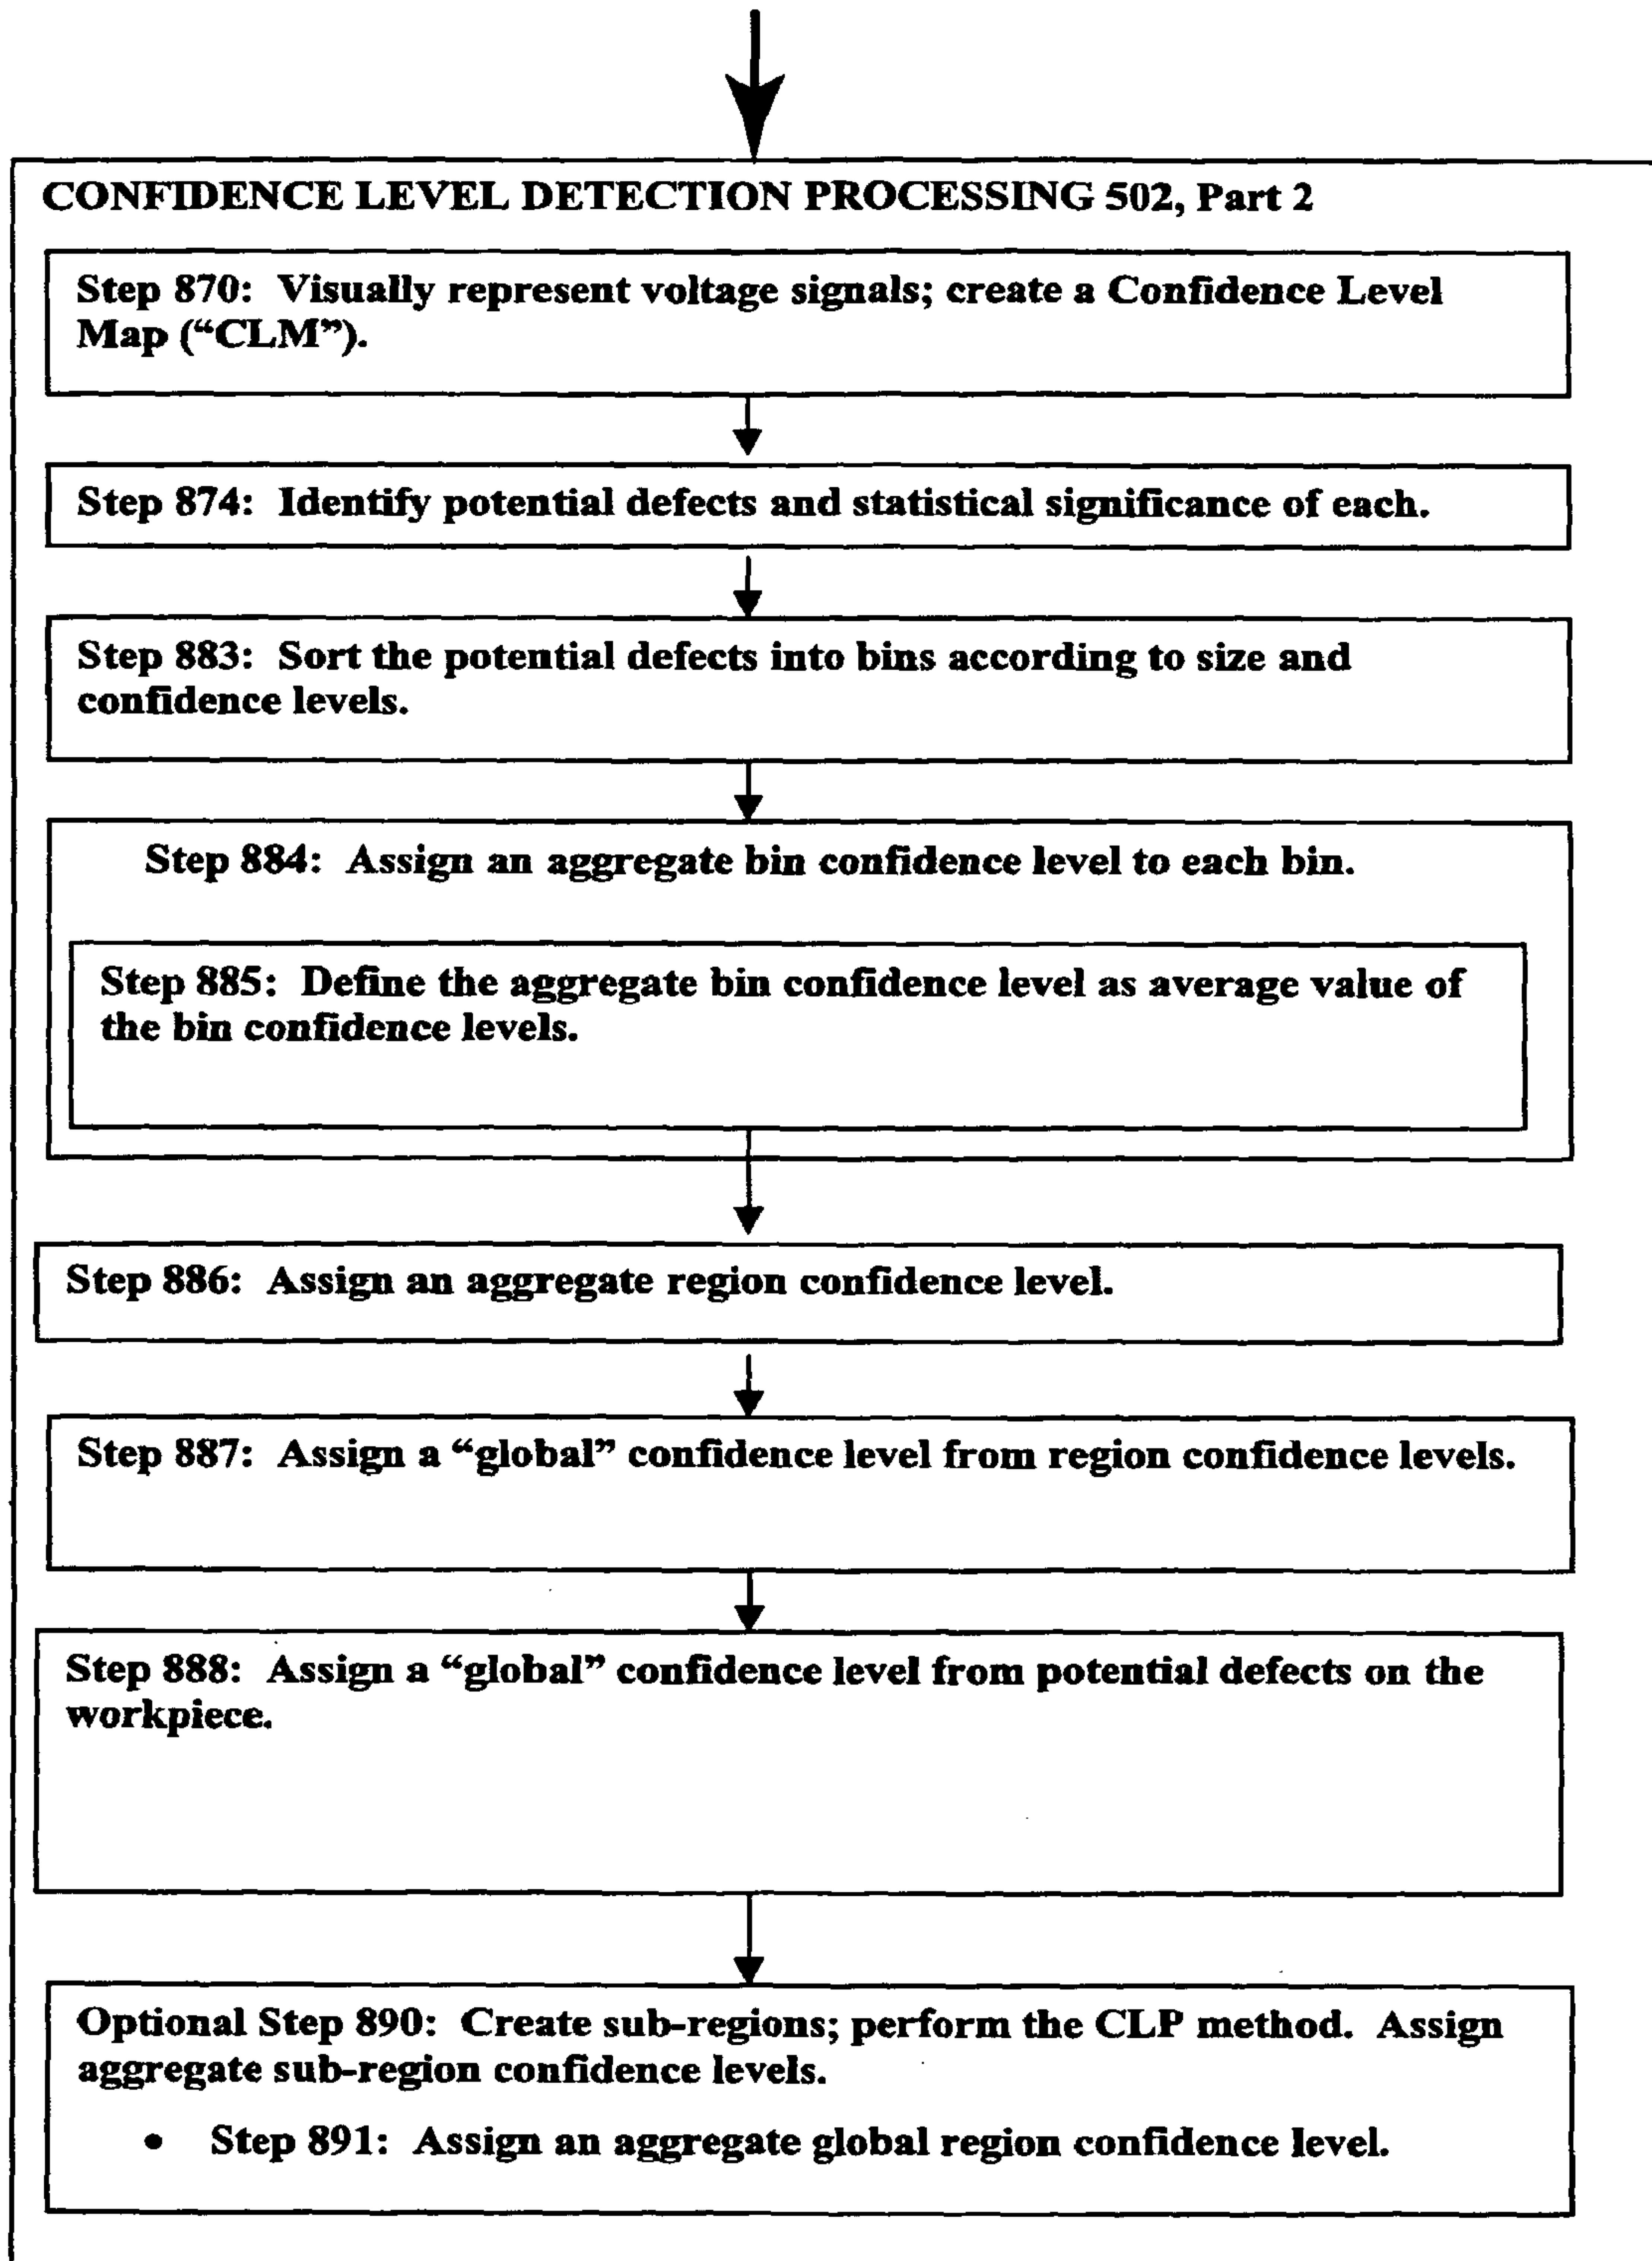 CONFIDENCE LEVEL DETECTION PROCESSING 502, Part 2
Step 870: Visually represent voltage signals; create a Confidence Level
Map (“CLM”).
Step 874: Identify potential defects and statistical significance of each.
Step 883: Sort the potential defects into bins according to size and
confidence levels.
Step 884: Assign an aggregate bin confidence level to each bin.
Step 885: Define the aggregate bin confidence level as average value of
the bin confidence levels.
Step 886: Assign an aggregate region confidence level.
Step 887: Assign a “global” confidence level from region confidence levels.
Step 888: Assign a “global” confidence level from potential defects on the
workpiece.
Optional Step 890: Create sub-regions; perform the CLP method. Assign
aggregate sub-region confidence levels.
• Step 891: Assign an aggregate global region confidence level.